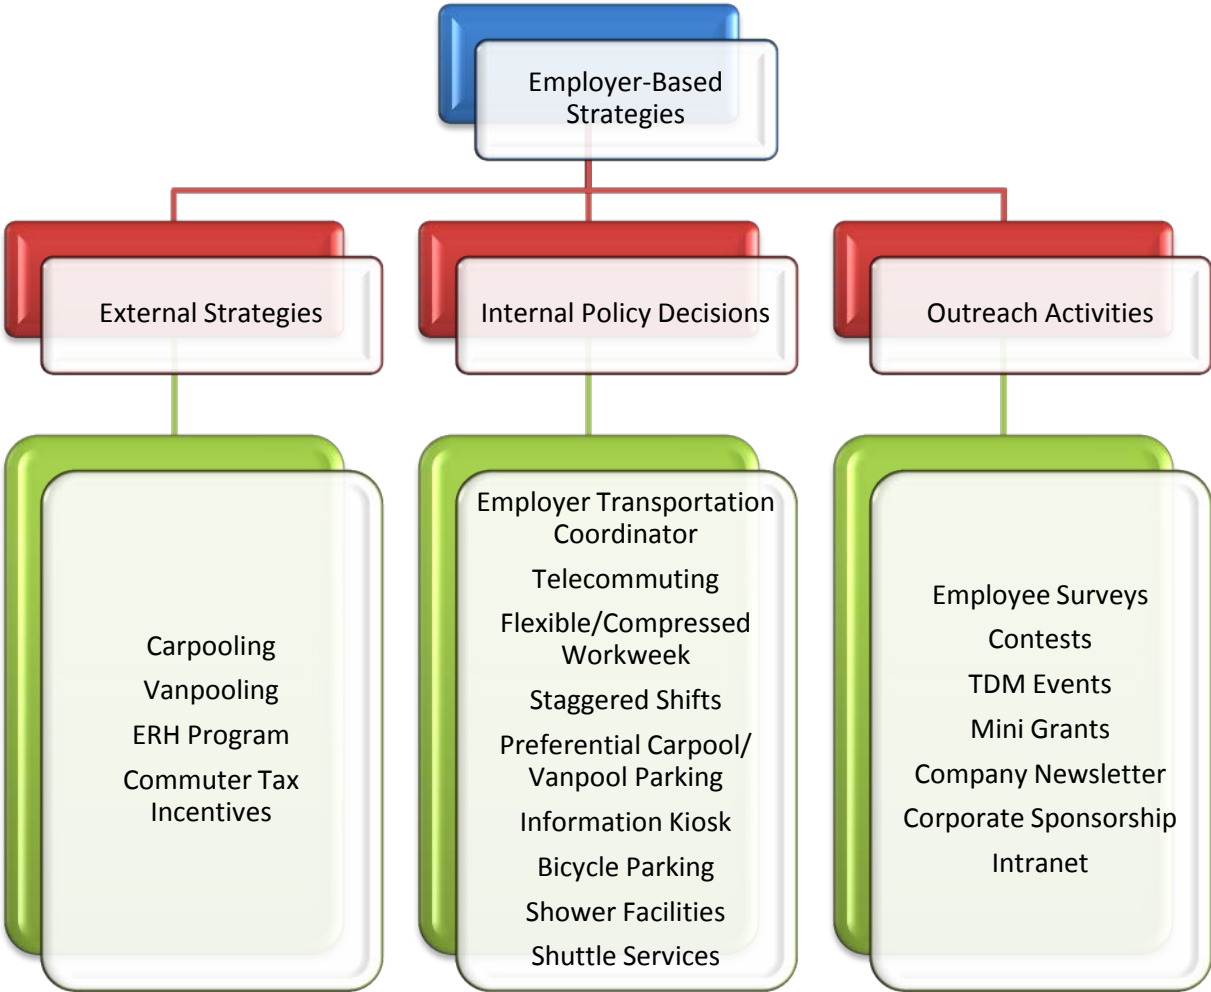 Employer-Based
Strategies
External Strategies
Internal Policy Decisions
Outreach Activities
Carpooling
Vanpooling
ERH Program
Commuter Tax
Incentives
Employer Transportation
Coordinator
Telecommuting
Flexible/Compressed
Workweek
Staggered Shifts
Preferential Carpool/
Vanpool Parking
Information Kiosk
Bicycle Parking
Shower Facilities
Shuttle Services
Employee Surveys
Contests
TDM Events
Mini Grants
Company Newsletter
Corporate Sponsorship
Intranet